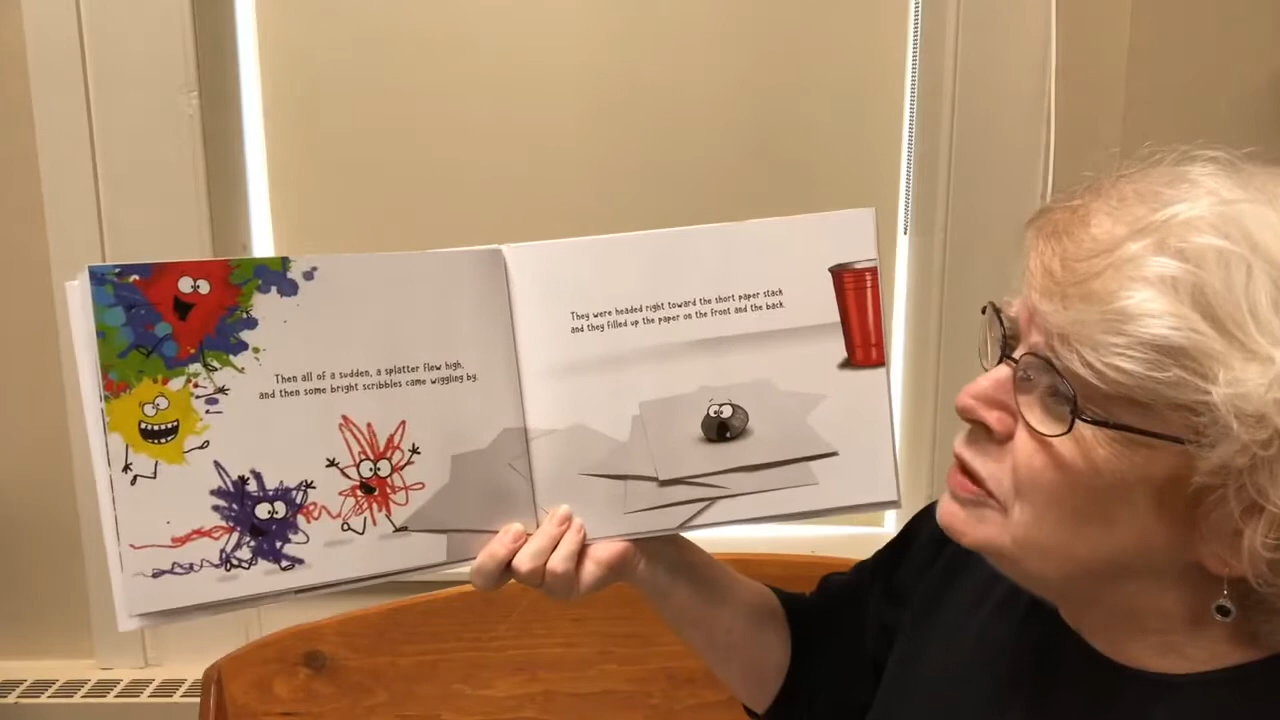 Then all of a sudden, a splatter flew high,
and then some bright scribbles came wiggling by.
They were headed right toward the short paper stack
and they filled up the paper on the front and the back.